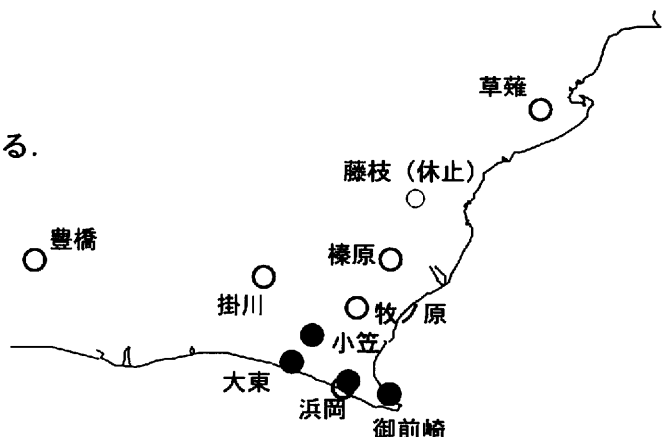 草薙
る.
藤枝（休止）
豊橋
榛原
掛川
牧ノ原
小笠
大東
浜岡
御前崎